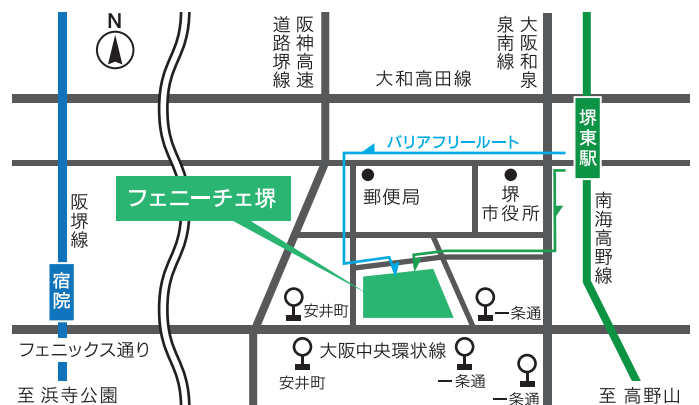 N
阪神高速
道路堺線
大阪和泉
泉南線
大和高田線
堺東駅
バリアフリールート
フェニーチェ堺
郵便局
堺
市役所
阪堺線
南海高野線
宿院
安井町
一条通
フェニックス通り
大阪中央環状線
安井町
一条通
一条通
至 浜寺公園
至 高野山